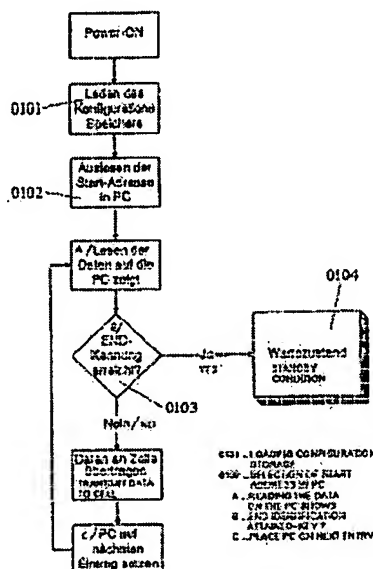 Power-ON
0101
Laden des
Konfigurations
Speichers
0102
Auslesen der
Start-Adresse
in PC
A /Lesen der
Daten auf die
PC zeigt
0104
B/
END-
Kennung
erreicht?
Ja
YES
Wartezustand
STANDBY
CONDITION
0103
Nein/NO
Daten an Zelle
übertragen
TRANSMIT DATA
TO CELL
C/PC auf
nächsten
Eintrag setzen
0101 ... LOADING CONFIGURATION
STORAGE
0102 ... SELECTION OF START
ADDRESS IN PC
A ... READING THE DATA
ON THE PC SHOWS
B ... END IDENTIFICATION
C ... PLACE PC ON NEXT ENTRY